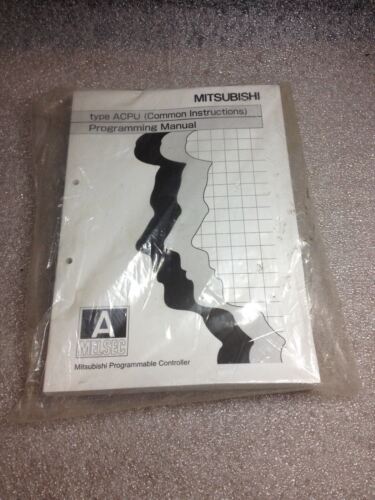 MITSUBISHI
type ACPU (Common Instructions)
Programming Manual
A
MELSEC
Mitsubishi Programmable Controller